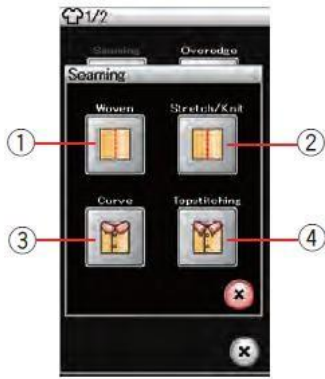 1/2
Seaming Overedge
Seaming
Woven Stretch/Knit
① ②
Curve Topstitching
③ ④